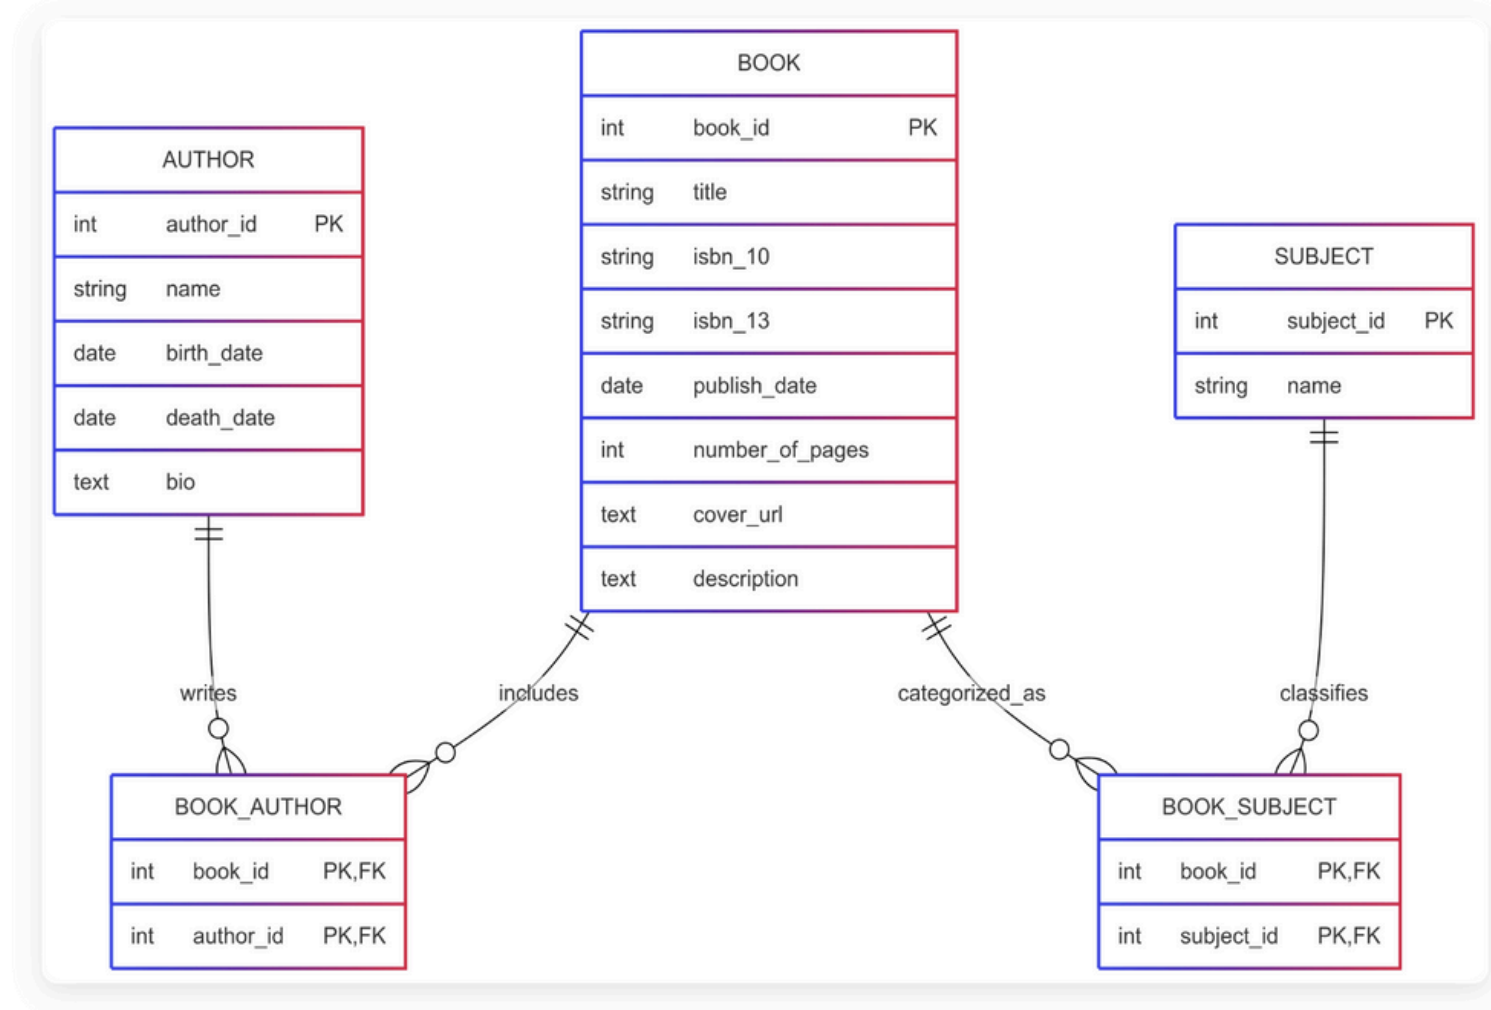 BOOK
int book_id PK
string title
string isbn_10
string isbn_13
date publish_date
int number_of_pages
text cover_url
text description
AUTHOR
int author_id PK
string name
date birth_date
date death_date
text bio
SUBJECT
int subject_id PK
string name
writes
includes
categorized_as
classifies
BOOK_AUTHOR
int book_id PK,FK
int author_id PK,FK
BOOK_SUBJECT
int book_id PK,FK
int subject_id PK,FK